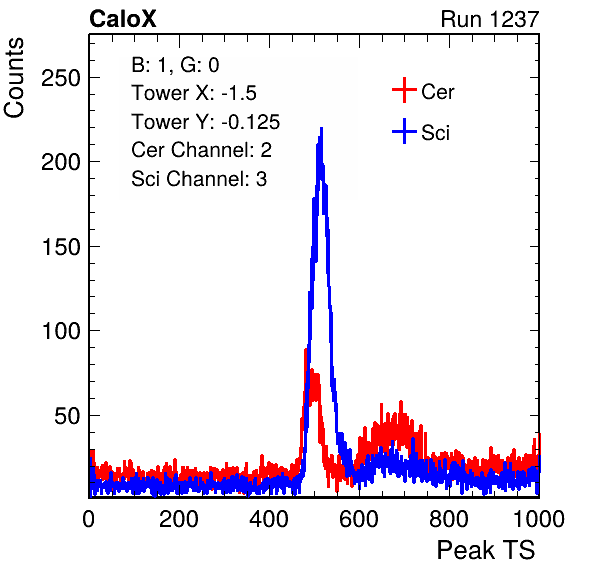 CaloX Run 1237
Counts
B: 1, G: 0
Tower X: -1.5
Tower Y: -0.125
Cer Channel: 2
Sci Channel: 3
Cer
Sci
250
200
150
100
50
0 200 400 600 800 1000
Peak TS